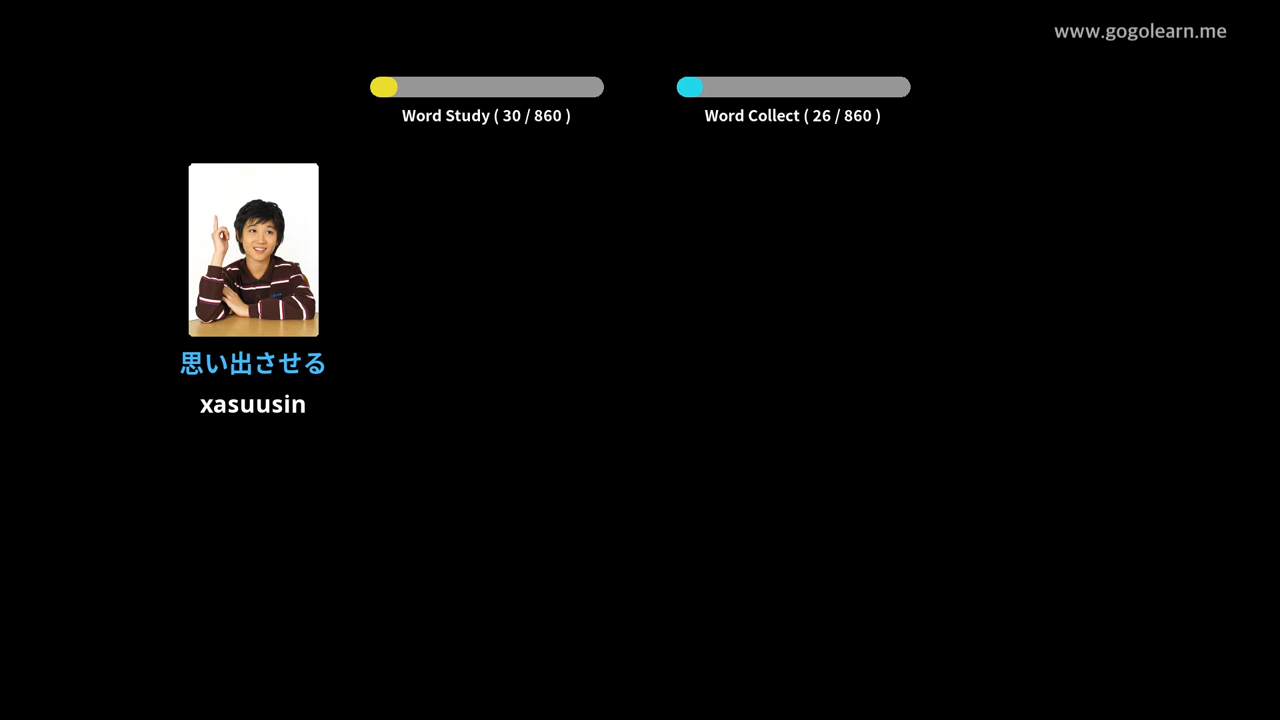 www.gogolearn.me
Word Study ( 30 / 860 )
Word Collect ( 26 / 860 )
思い出させる
xasuusin